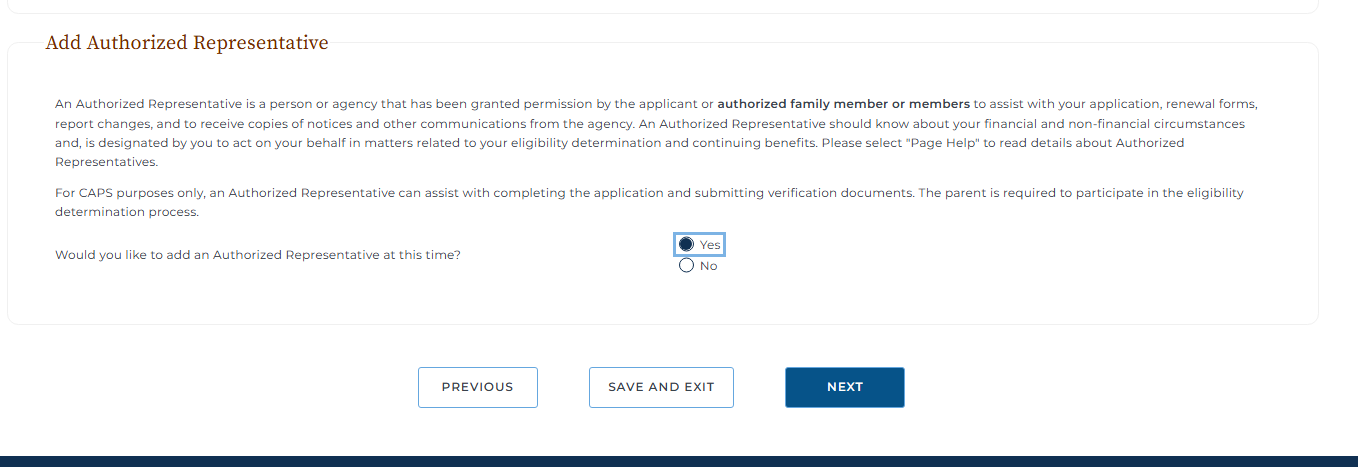 Add Authorized Representative
An Authorized Representative is a person or agency that has been granted permission by the applicant or authorized family member or members to assist with your application, renewal forms,
report changes, and to receive copies of notices and other communications from the agency. An Authorized Representative should know about your financial and non-financial circumstances
and, is designated by you to act on your behalf in matters related to your eligibility determination and continuing benefits. Please select "Page Help" to read details about Authorized
Representatives.
For CAPS purposes only, an Authorized Representative can assist with completing the application and submitting verification documents. The parent is required to participate in the eligibility
determination process.
Would you like to add an Authorized Representative at this time?
Yes
No
PREVIOUS
SAVE AND EXIT
NEXT